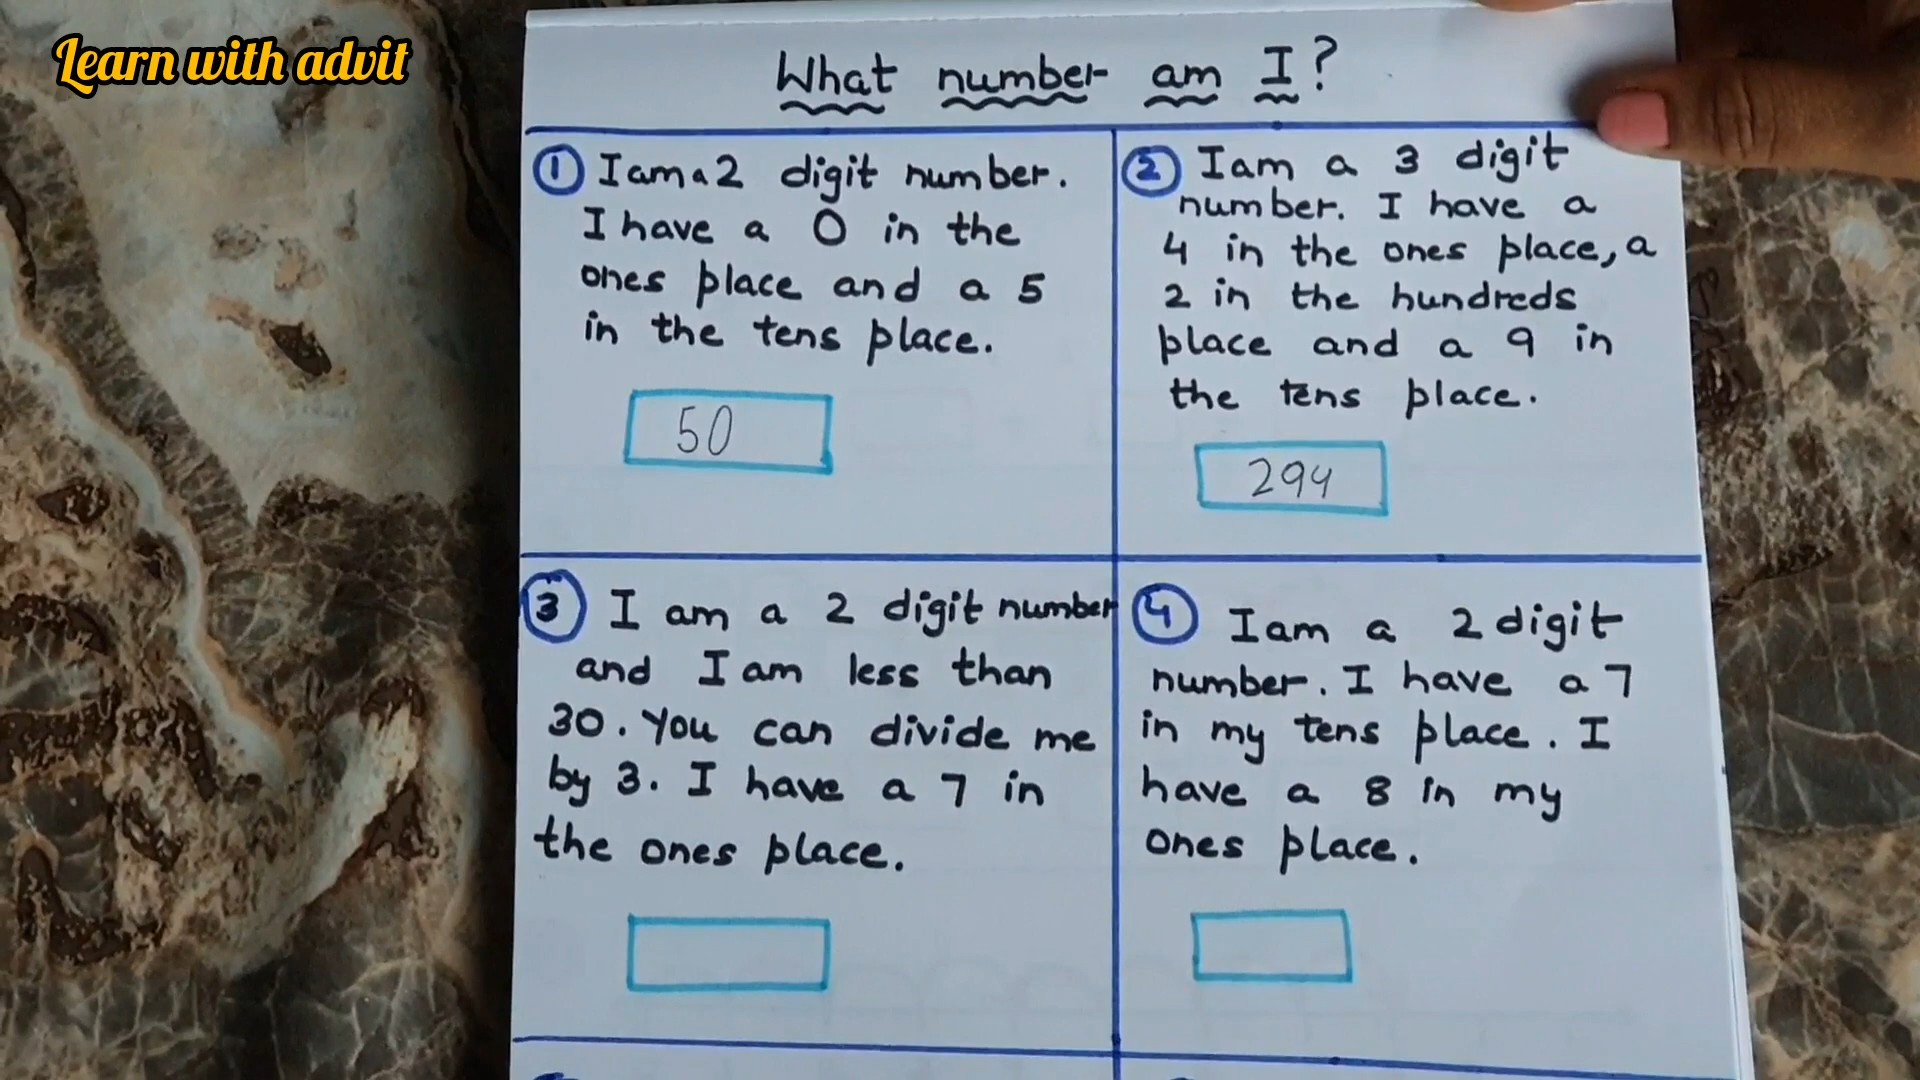 Learn with advit
What number am I?
1 I am a 2 digit number.
I have a 0 in the
ones place and a 5
in the tens place.
50
2 I am a 3 digit
number. I have a
4 in the ones place, a
2 in the hundreds
place and a 9 in
the tens place.
294
3 I am a 2 digit number
and I am less than
30. You can divide me
by 3. I have a 7 in
the ones place.
4 I am a 2 digit
number. I have a 7
in my tens place. I
have a 8 in my
ones place.